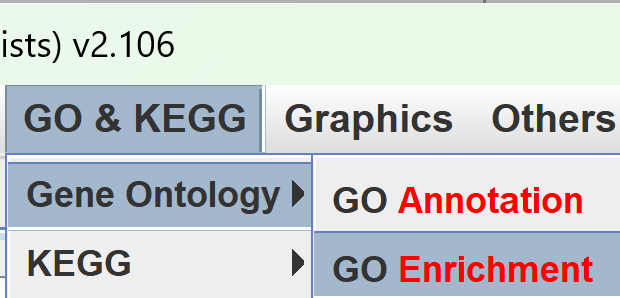 ists) v2.106
GO & KEGG Graphics Others
Gene Ontology GO Annotation
KEGG GO Enrichment